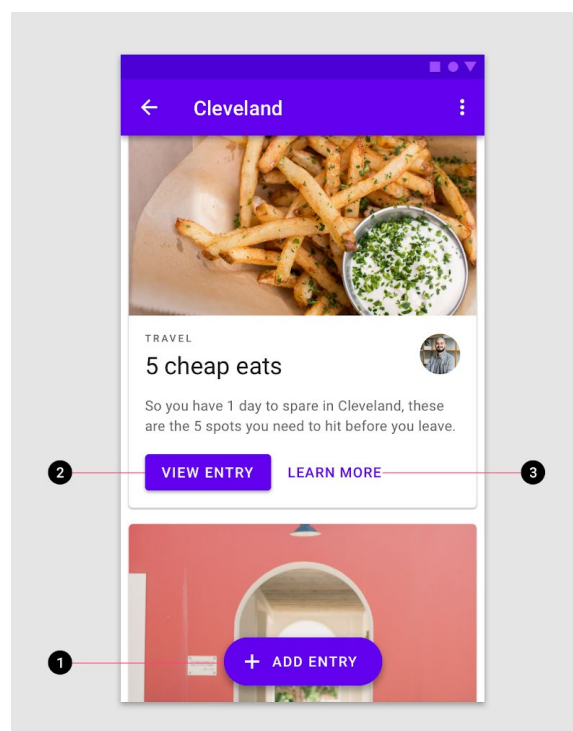 Cleveland
TRAVEL
5 cheap eats
So you have 1 day to spare in Cleveland, these
are the 5 spots you need to hit before you leave.
2
VIEW ENTRY LEARN MORE
3
1
+ ADD ENTRY